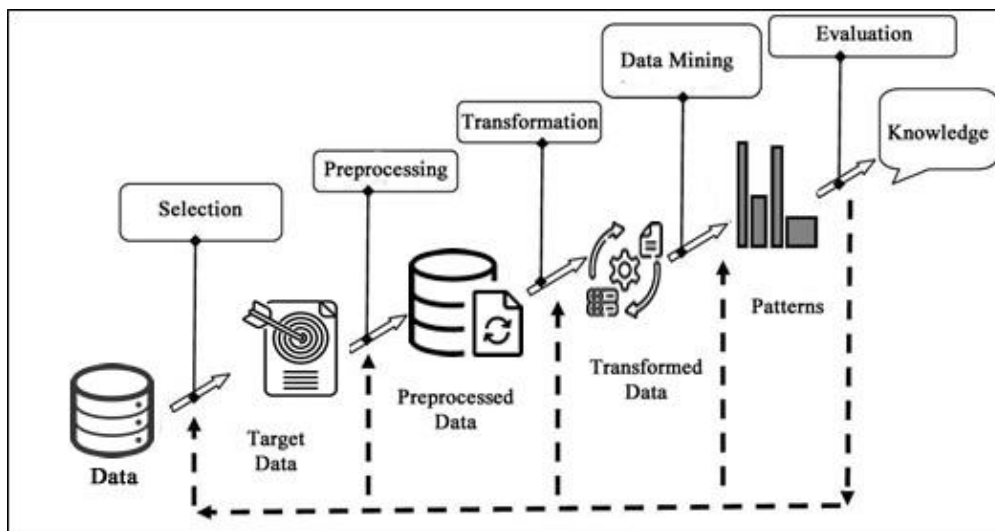 Evaluation
Data Mining
Knowledge
Transformation
Preprocessing
Selection
Patterns
Transformed
Data
Preprocessed
Data
Target
Data
Data